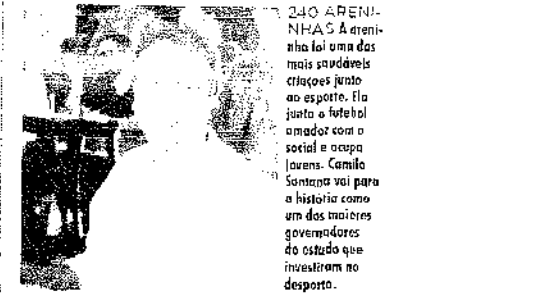 240 ARENI-
NHAS A areni-
nha foi uma das
mais saudáveis
criaçoes junto
ao esporte. Ela
junta o futebol
amador com o
social e ocupa
jovens. Camilo
Santana vai para
a história como
um dos maiores
governadores
do estado que
investiram no
desporto.